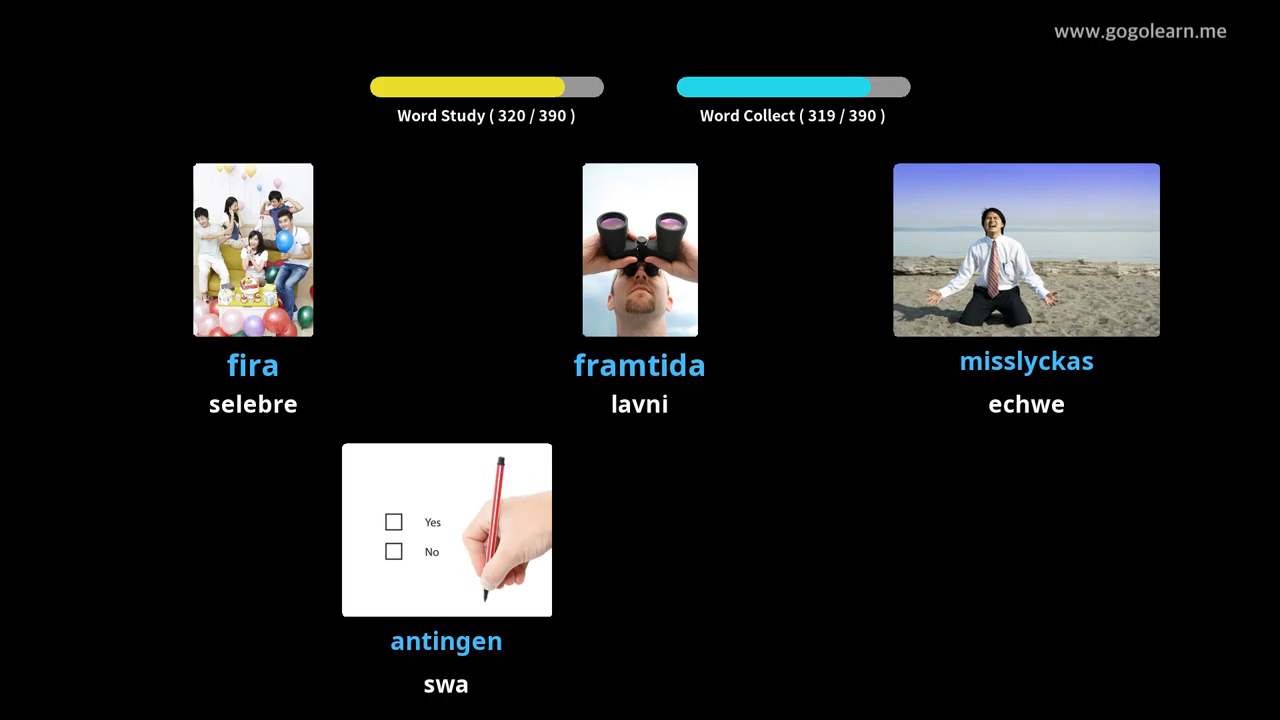 www.gogolearn.me
Word Study ( 320 / 390 )
Word Collect ( 319 / 390 )
fira
selebre
framtida
lavni
misslyckas
echwe
Yes
No
antingen
swa